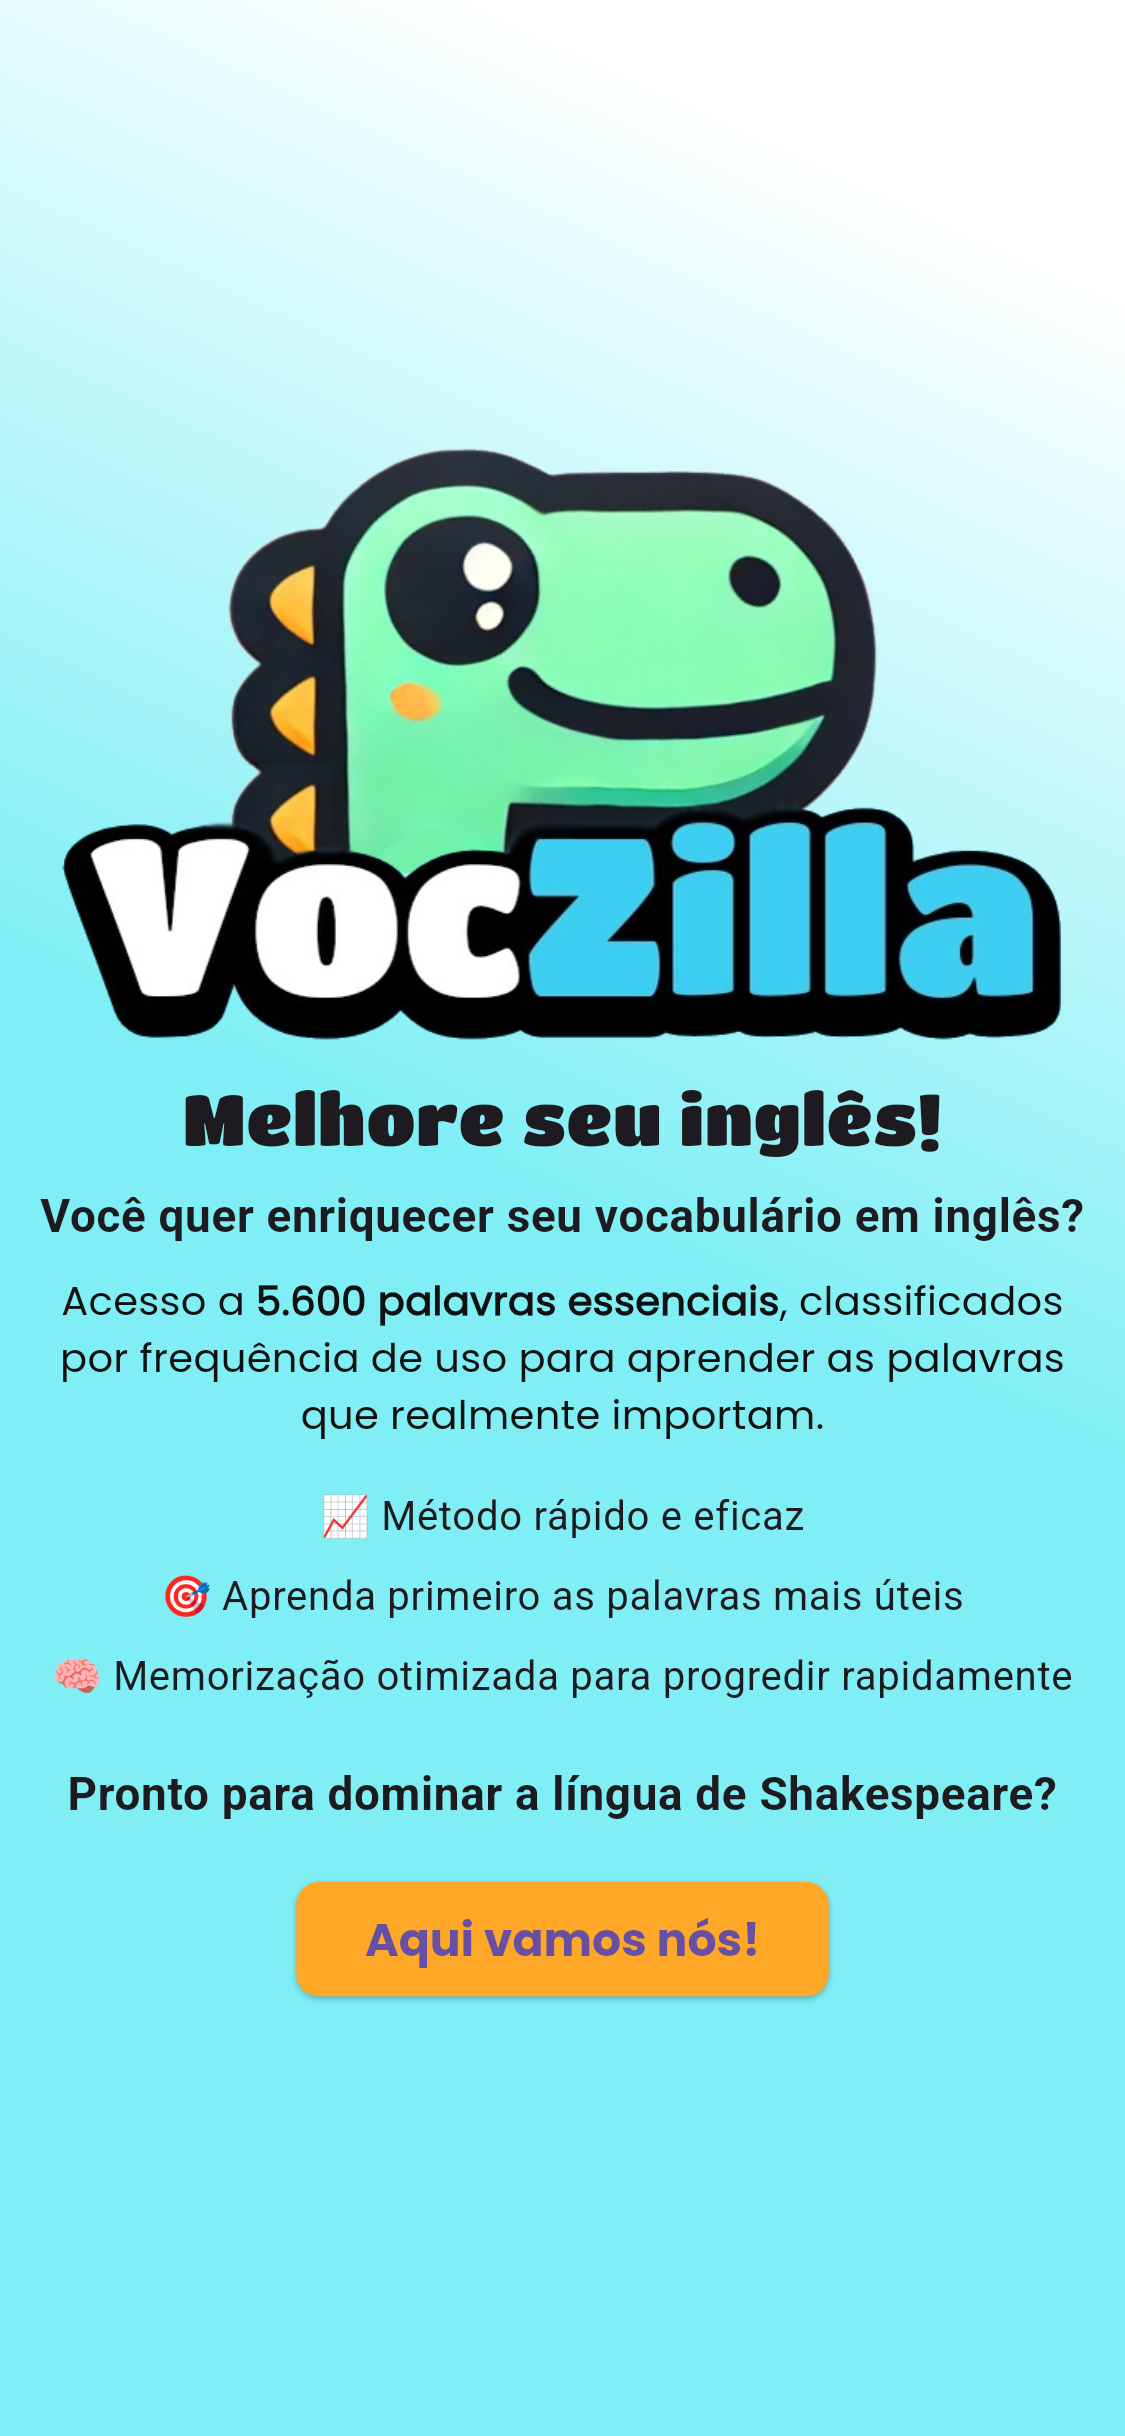 VocZilla
Melhore seu inglês!
Você quer enriquecer seu vocabulário em inglês?
Acesso a 5.600 palavras essenciais, classificados
por frequência de uso para aprender as palavras
que realmente importam.
📈 Método rápido e eficaz
🎯 Aprenda primeiro as palavras mais úteis
🧠 Memorização otimizada para progredir rapidamente
Pronto para dominar a língua de Shakespeare?
Aqui vamos nós!